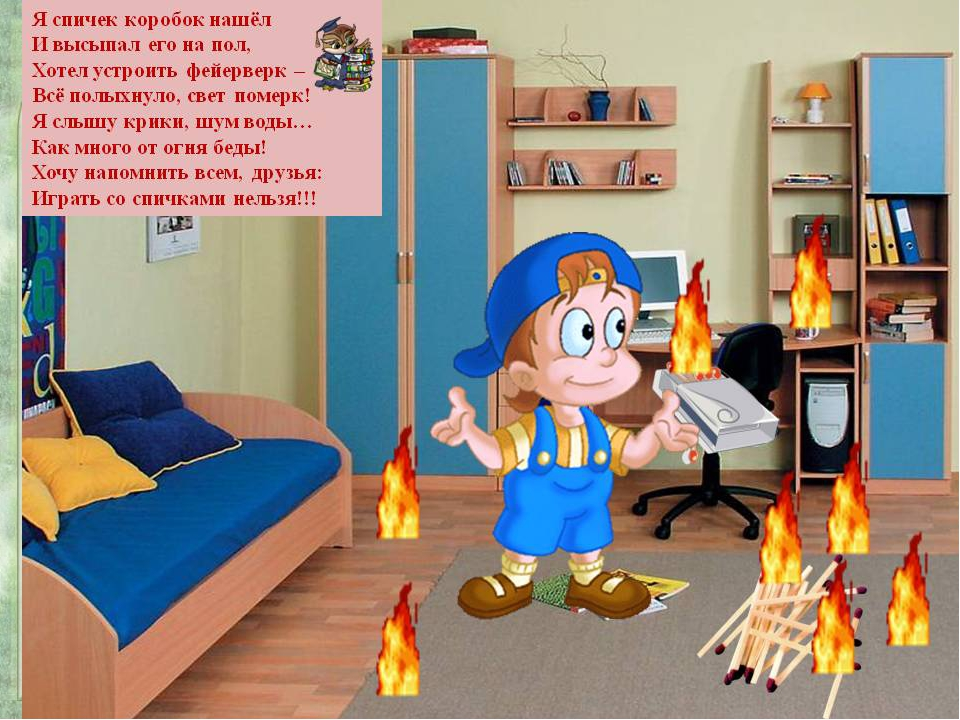 Я спичек коробок нашёл
И высыпал его на пол,
Хотел устроить фейерверк –
Всё полыхнуло, свет померк!
Я слышу крики, шум воды…
Как много от огня беды!
Хочу напомнить всем, друзья:
Играть со спичками нельзя!!!